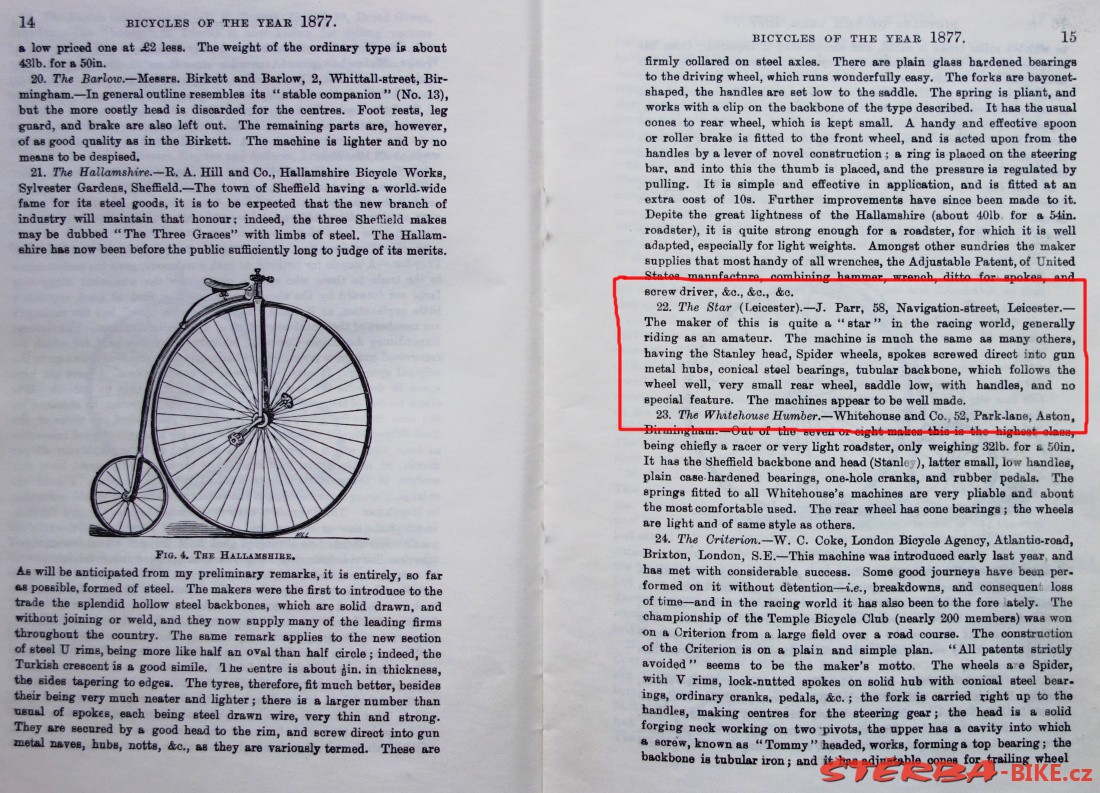 14 BICYCLES OF THE YEAR 1877.
a low priced one at £2 less. The weight of the ordinary type is about
43lb. for a 50in.
20. The Barlow.—Messrs. Birkett and Barlow, 2, Whittall-street, Bir-
mingham.—In general outline resembles its "stable companion" (No. 13),
but the more costly head is discarded for the centres. Foot rests, leg
guard, and brake are also left out. The remaining parts are, however,
of as good quality as in the Birkett. The machine is lighter and by no
means to be despised.
21. The Hallamshire.—R. A. Hill and Co., Hallamshire Bicycle Works,
Sylvester Gardens, Sheffield.—The town of Sheffield having a world-wide
fame for its steel goods, it is to be expected that the new branch of
industry will maintain that honour; indeed, the three Sheffield makes
may be dubbed "The Three Graces" with limbs of steel. The Hallam-
shire has now been before the public sufficiently long to judge of its merits.
HILL
FIG. 4. THE HALLAMSHIRE.
As will be anticipated from my preliminary remarks, it is entirely, so far
as possible, formed of steel. The makers were the first to introduce to the
trade the splendid hollow steel backbones, which are solid drawn, and
without joining or weld, and they now supply many of the leading firms
throughout the country. The same remark applies to the new section
of steel U rims, being more like half an oval than half circle; indeed, the
Turkish crescent is a good simile. The centre is about in. in thickness,
the sides tapering to edges. The tyres, therefore, fit much better, besides
their being very much neater and lighter; there is a larger number than
usual of spokes, each being steel drawn wire, very thin and strong.
They are secured by a good head to the rim, and screw direct into gun
metal naves, hubs, notts, &c., as they are variously termed. These are
BICYCLES OF THE YEAR 1877. 15
firmly collared on steel axles. There are plain glass hardened bearings
to the driving wheel, which runs wonderfully easy. The forks are bayonet-
shaped, the handles are set low to the saddle. The spring is pliant, and
works with a clip on the backbone of the type described. It has the usual
cones to rear wheel, which is kept small. A handy and effective spoon
or roller brake is fitted to the front wheel, and is acted upon from the
handles by a lever of novel construction; a ring is placed on the steering
bar, and into this the thumb is placed, and the pressure is regulated by
pulling. It is simple and effective in application, and is fitted at an
extra cost of 10s. Further improvements have since been made to it.
Depite the great lightness of the Hallamshire (about 40lb. for a 54in.
roadster), it is quite strong enough for a roadster, for which it is well
adapted, especially for light weights. Amongst other sundries the maker
supplies that most handy of all wrenches, the Adjustable Patent, of United
States manufacture, combining hammer, wrench, ditto for spokes, and
screw driver, &c., &c., &c.
22. The Star (Leicester).—J. Parr, 58, Navigation-street, Leicester.—
The maker of this is quite a "star" in the racing world, generally
riding as an amateur. The machine is much the same as many others,
having the Stanley head, Spider wheels, spokes screwed direct into gun
metal hubs, conical steel bearings, tubular backbone, which follows the
wheel well, very small rear wheel, saddle low, with handles, and no
special feature. The machines appear to be well made.
23. The Whitehouse Humber.—Whitehouse and Co., 52, Park-lane, Aston,
Birmingham.—Out of the seven or eight makes this is the highest class,
being chiefly a racer or very light roadster, only weighing 32lb. for a 50in.
It has the Sheffield backbone and head (Stanley), latter small, low handles,
plain case-hardened bearings, one-hole cranks, and rubber pedals. The
springs fitted to all Whitehouse's machines are very pliable and about
the most comfortable used. The rear wheel has cone bearings; the wheels
are light and of same style as others.
24. The Criterion.—W. C. Coke, London Bicycle Agency, Atlantic-road,
Brixton, London, S.E.—This machine was introduced early last year, and
has met with considerable success. Some good journeys have been per-
formed on it without detention—i.e., breakdowns, and consequent loss
of time—and in the racing world it has also been to the fore lately. The
championship of the Temple Bicycle Club (nearly 200 members) was won
on a Criterion from a large field over a road course. The construction
of the Criterion is on a plain and simple plan. "All patents strictly
avoided" seems to be the maker's motto. The wheels are Spider,
with V rims, lock-nutted spokes on solid hub with conical steel bear-
ings, ordinary cranks, pedals, &c.; the fork is carried right up to the
handles, making centres for the steering gear; the head is a solid
forging neck working on two pivots, the upper has a cavity into which
a screw, known as "Tommy" headed, works, forming a top bearing; the
backbone is tubular iron; and it has adjustable cones for trailing wheel
STERBA-BIKE.cz